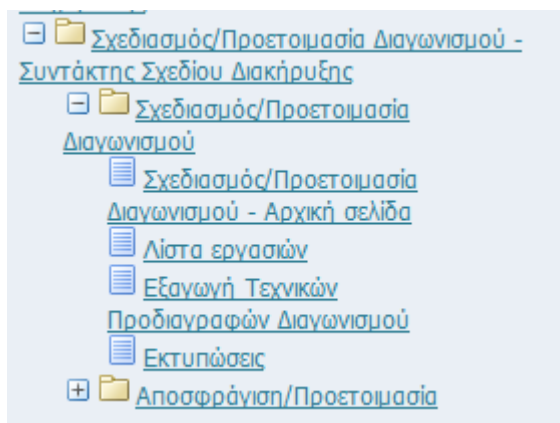 Σχεδιασμός/Προετοιμασία Διαγωνισμού -
Συντάκτης Σχεδίου Διακήρυξης
Σχεδιασμός/Προετοιμασία
Διαγωνισμού
Σχεδιασμός/Προετοιμασία
Διαγωνισμού - Αρχική σελίδα
Λίστα εργασιών
Εξαγωγή Τεχνικών
Προδιαγραφών Διαγωνισμού
Εκτυπώσεις
Αποσφράγιση/Προετοιμασία